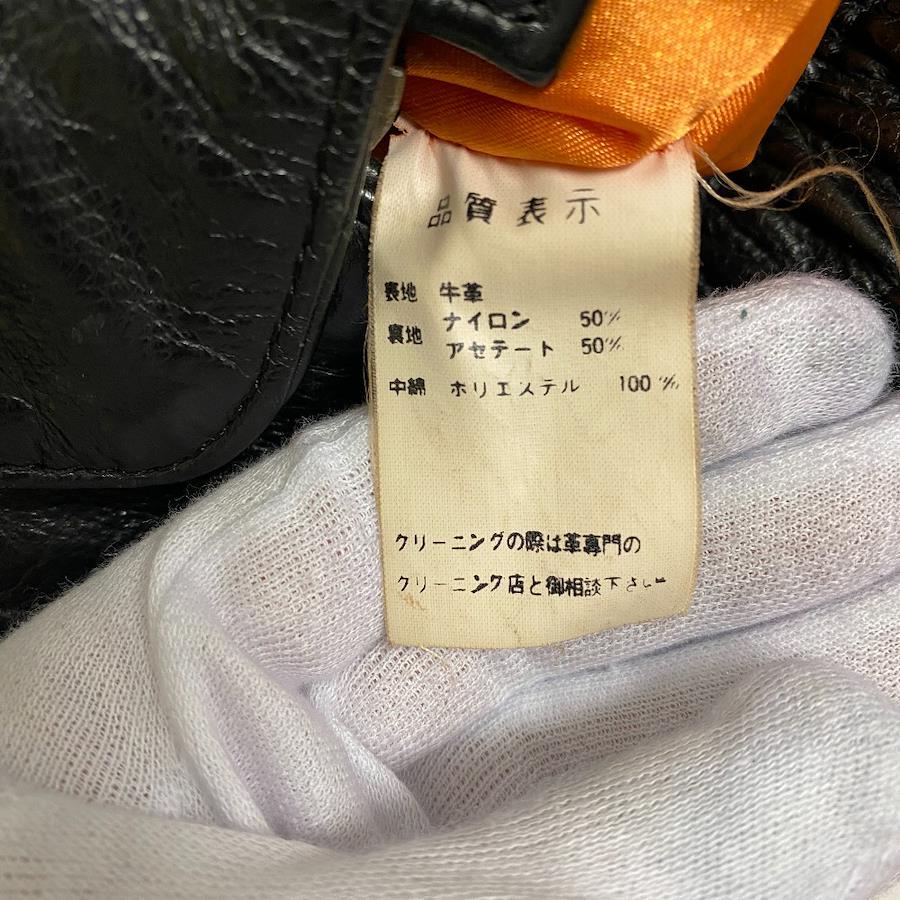 品質表示
表地 牛革
裏地 ナイロン 50%
アセテート 50%
中綿 ポリエステル 100%
クリーニングの際は革専門の
クリーニング店と御相談下さい